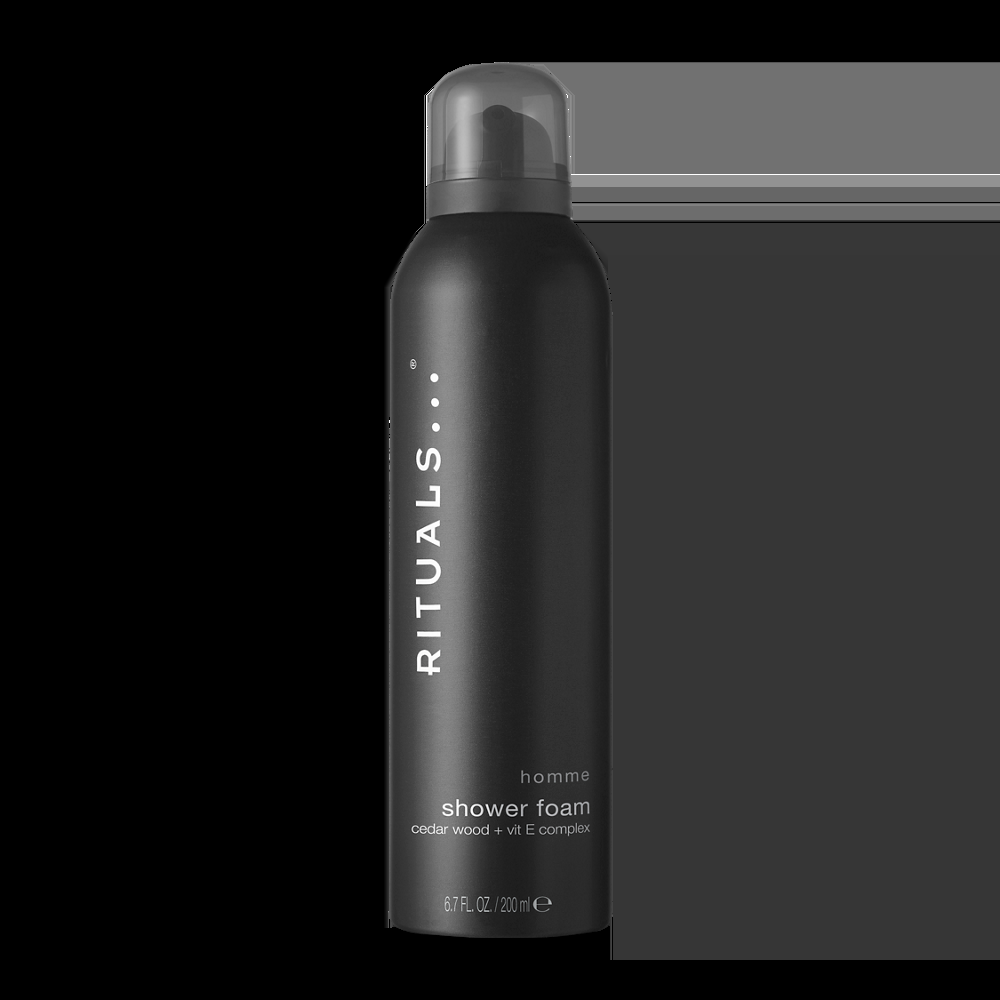 RITUALS...®
homme
shower foam
cedar wood + vit E complex
6.7 FL. OZ. / 200 ml ℮